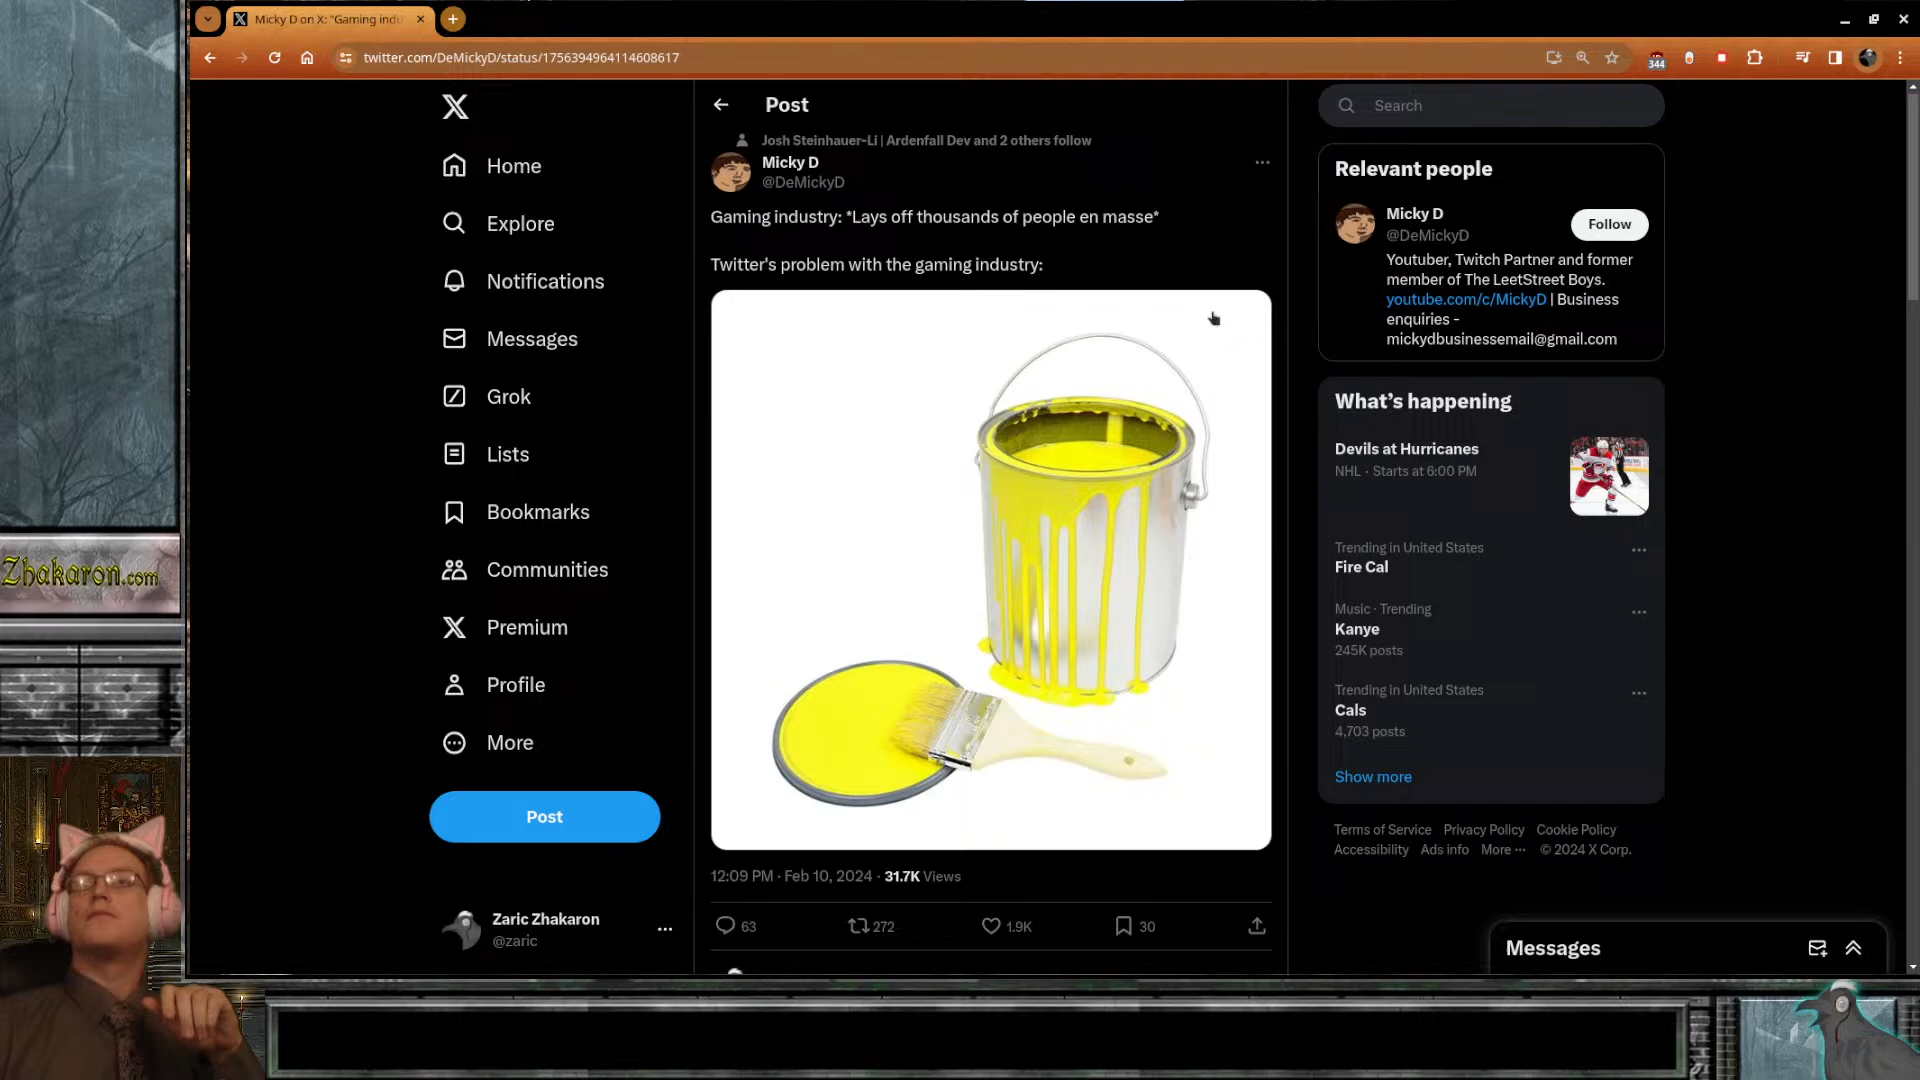 Micky D on X: "Gaming indu
twitter.com/DeMickyD/status/1756394964114608617
344
Home
Explore
Notifications
Messages
Grok
Lists
Bookmarks
Communities
Premium
Profile
More
Post
Zaric Zhakaron
@zaric
Post
Josh Steinhauer-Li | Ardenfall Dev and 2 others follow
Micky D
@DeMickyD
Gaming industry: *Lays off thousands of people en masse*
Twitter's problem with the gaming industry:
12:09 PM · Feb 10, 2024 · 31.7K Views
63
272
1.9K
30
Search
Relevant people
Micky D
@DeMickyD
Follow
Youtuber, Twitch Partner and former
member of The LeetStreet Boys.
youtube.com/c/MickyD | Business
enquiries -
mickydbusinessemail@gmail.com
What's happening
Devils at Hurricanes
NHL · Starts at 6:00 PM
Trending in United States
Fire Cal
Music · Trending
Kanye
245K posts
Trending in United States
Cals
4,703 posts
Show more
Terms of Service Privacy Policy Cookie Policy
Accessibility Ads info More ··· © 2024 X Corp.
Messages
Zhakaron.com